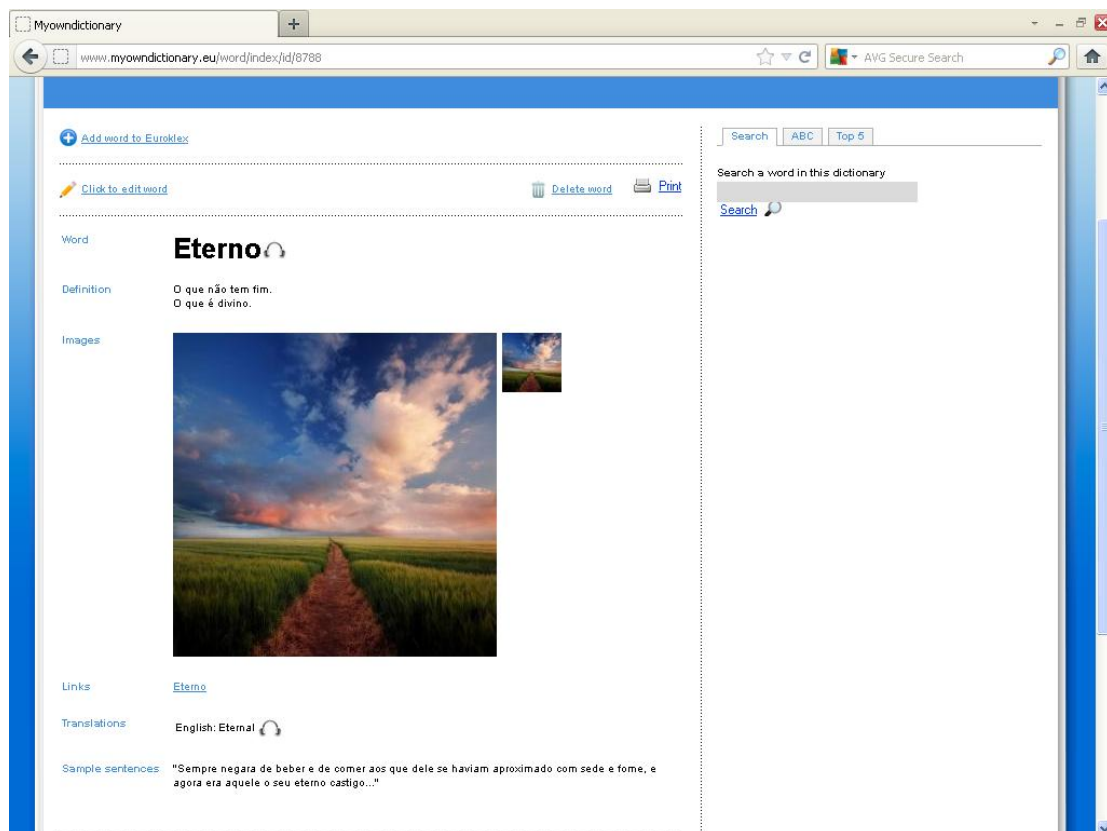 Myowndictionary
www.myowndictionary.eu/word/index/id/8788
AVG Secure Search
Add word to Euroklex
Click to edit word
Delete word
Print
Word
Eterno
Definition
O que não tem fim.
O que é divino.
Images
Links
Eterno
Translations
English: Eternal
Sample sentences
"Sempre negara de beber e de comer aos que dele se haviam aproximado com sede e fome, e
agora era aquele o seu eterno castigo..."
Search ABC Top 5
Search a word in this dictionary
Search